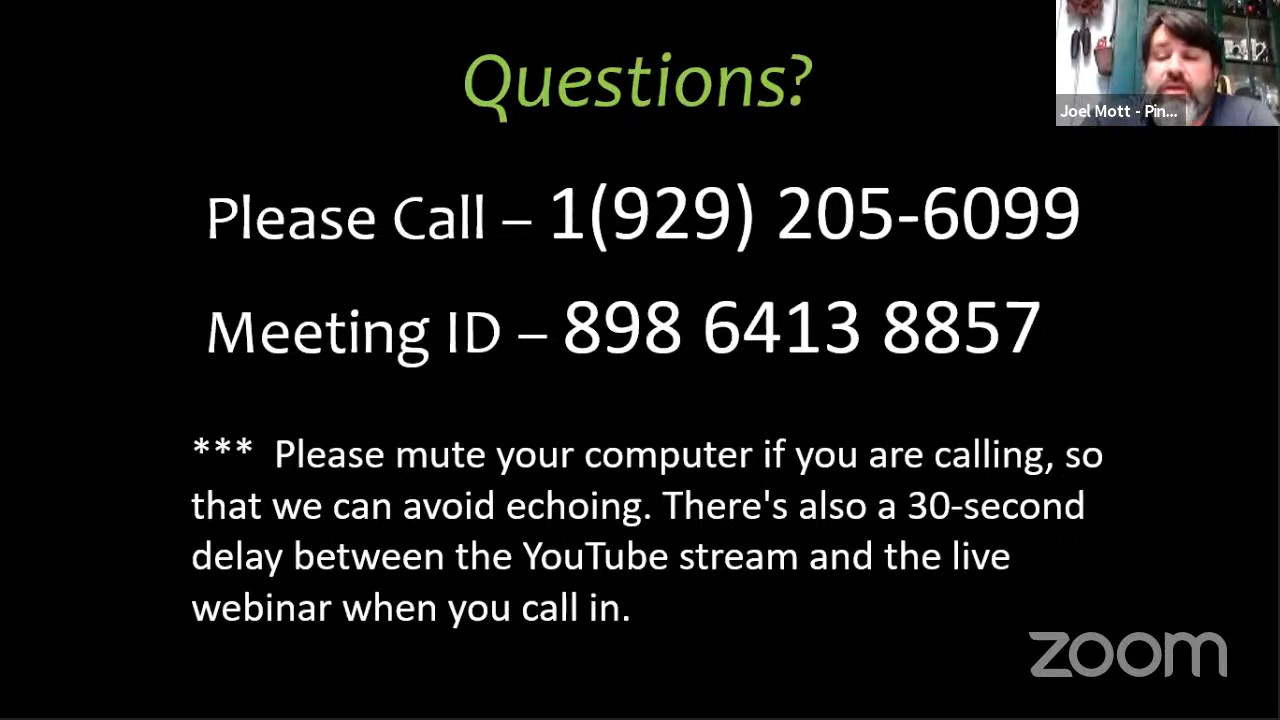 Questions?
Joel Mott - Pin...
Please Call – 1(929) 205-6099
Meeting ID – 898 6413 8857
*** Please mute your computer if you are calling, so
that we can avoid echoing. There's also a 30-second
delay between the YouTube stream and the live
webinar when you call in.
zoom